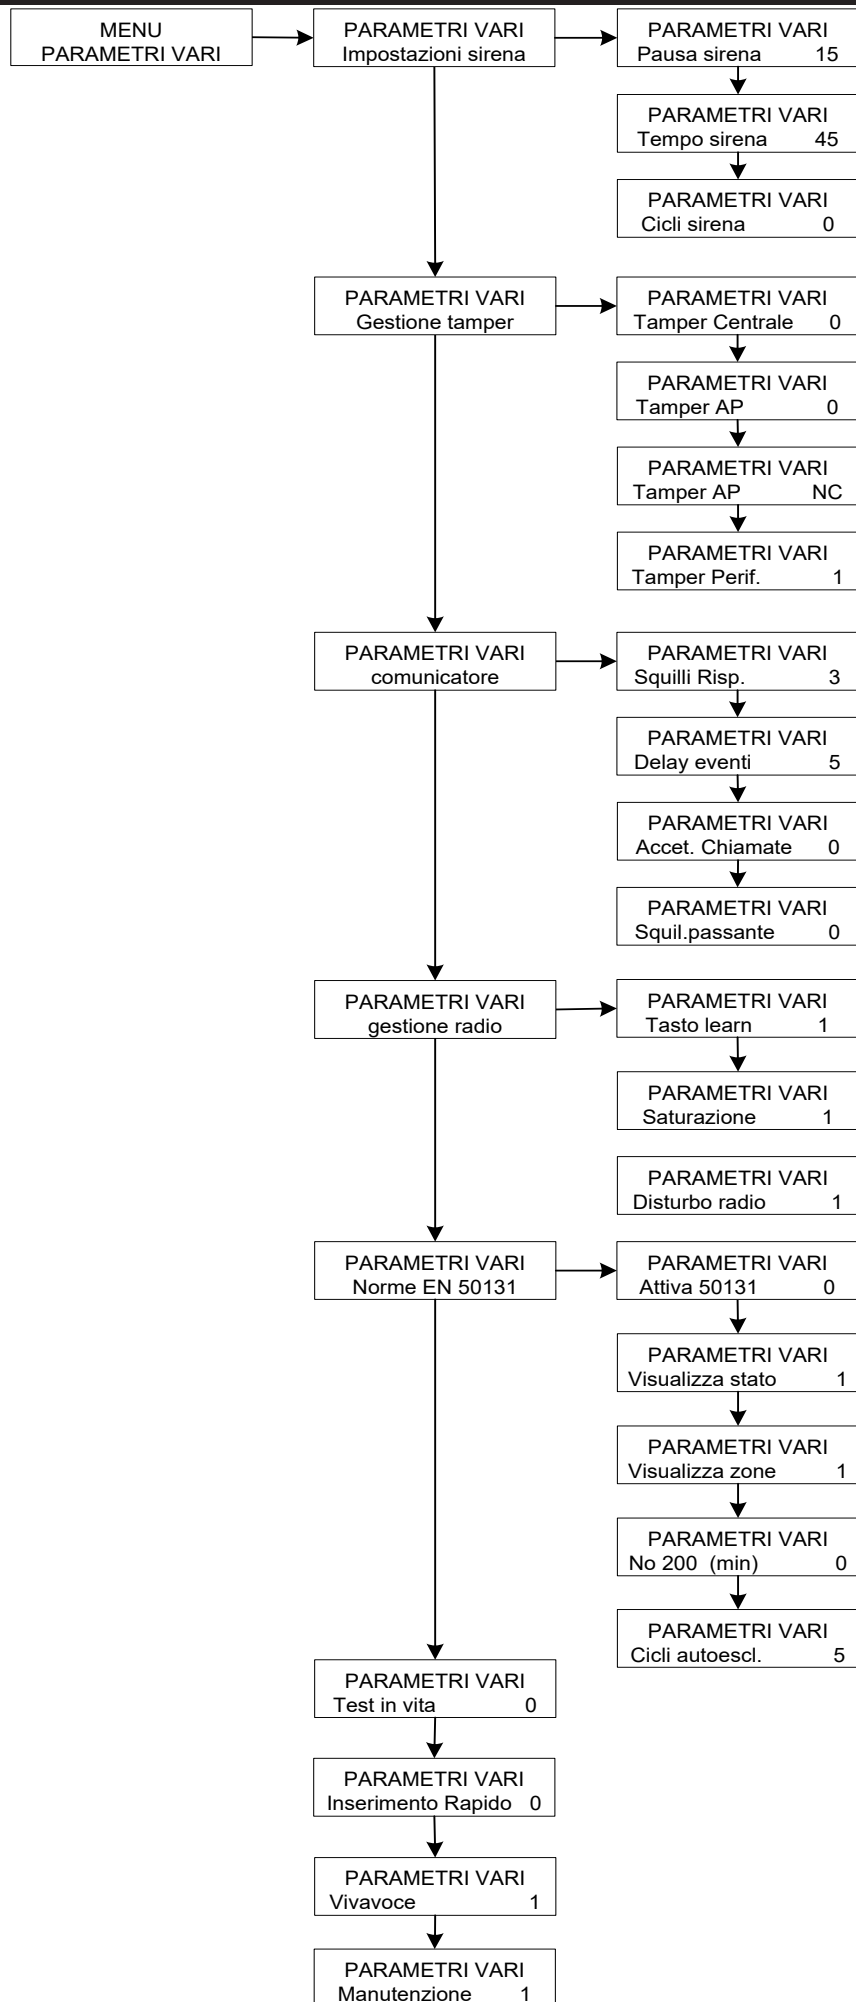 MENU
PARAMETRI VARI
PARAMETRI VARI
Impostazioni sirena
PARAMETRI VARI
Pausa sirena 15
PARAMETRI VARI
Tempo sirena 45
PARAMETRI VARI
Cicli sirena 0
PARAMETRI VARI
Gestione tamper
PARAMETRI VARI
Tamper Centrale 0
PARAMETRI VARI
Tamper AP 0
PARAMETRI VARI
Tamper AP NC
PARAMETRI VARI
Tamper Perif. 1
PARAMETRI VARI
comunicatore
PARAMETRI VARI
Squilli Risp. 3
PARAMETRI VARI
Delay eventi 5
PARAMETRI VARI
Accet. Chiamate 0
PARAMETRI VARI
Squil.passante 0
PARAMETRI VARI
gestione radio
PARAMETRI VARI
Tasto learn 1
PARAMETRI VARI
Saturazione 1
PARAMETRI VARI
Disturbo radio 1
PARAMETRI VARI
Norme EN 50131
PARAMETRI VARI
Attiva 50131 0
PARAMETRI VARI
Visualizza stato 1
PARAMETRI VARI
Visualizza zone 1
PARAMETRI VARI
No 200 (min) 0
PARAMETRI VARI
Cicli autoescl. 5
PARAMETRI VARI
Test in vita 0
PARAMETRI VARI
Inserimento Rapido 0
PARAMETRI VARI
Vivavoce 1
PARAMETRI VARI
Manutenzione 1